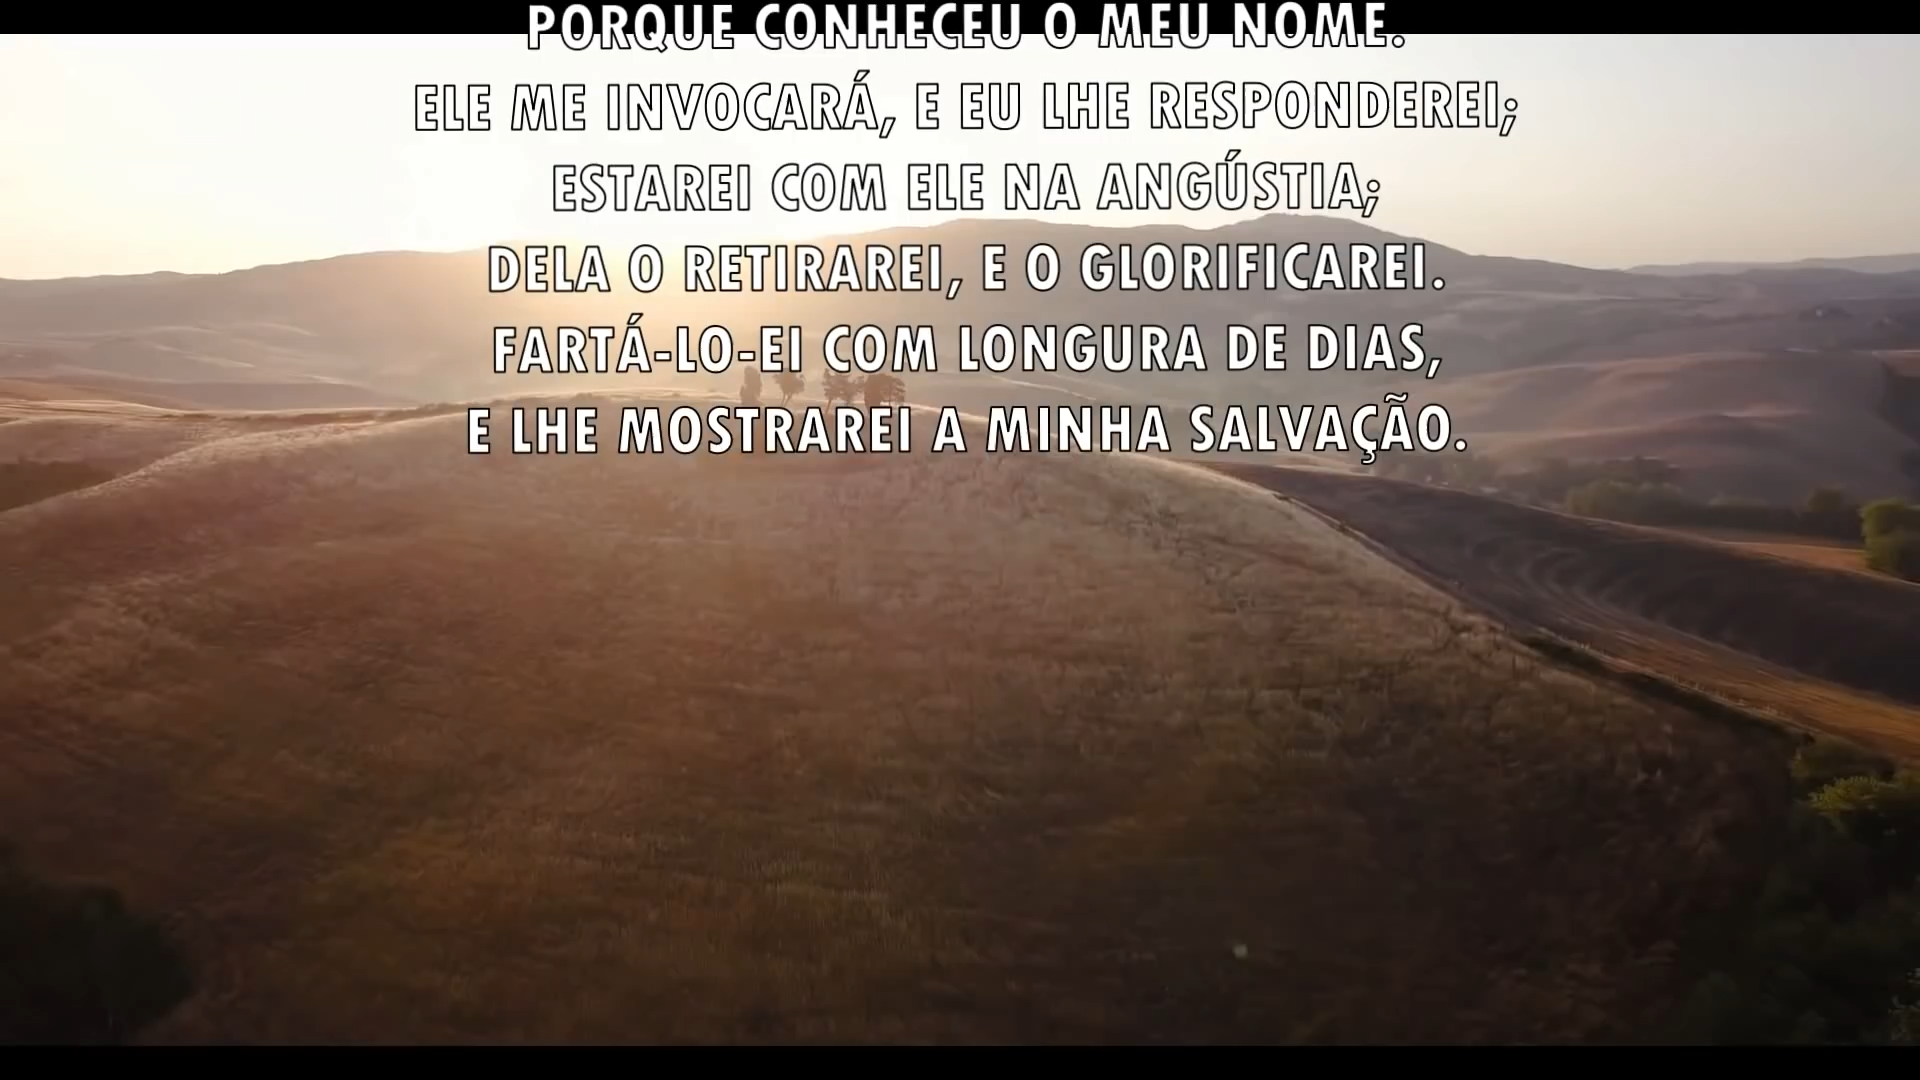 PORQUE CONHECEU O MEU NOME.
ELE ME INVOCARÁ, E EU LHE RESPONDEREI;
ESTAREI COM ELE NA ANGÚSTIA;
DELA O RETIRAREI, E O GLORIFICAREI.
FARTÁ-LO-EI COM LONGURA DE DIAS,
E LHE MOSTRAREI A MINHA SALVAÇÃO.